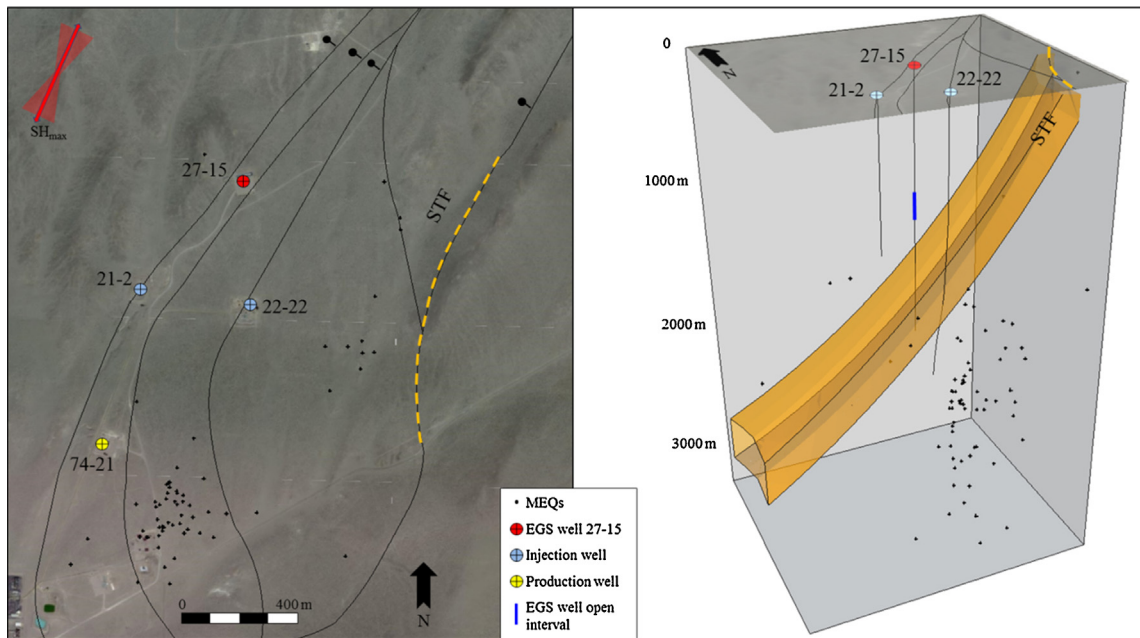 SHmax
27-15
STF
21-2
22-22
74-21
0 400 m
N
MEQs
EGS well 27-15
Injection well
Production well
EGS well open
interval
0
N
27-15
21-2
22-22
STF
1000 m
2000 m
3000 m